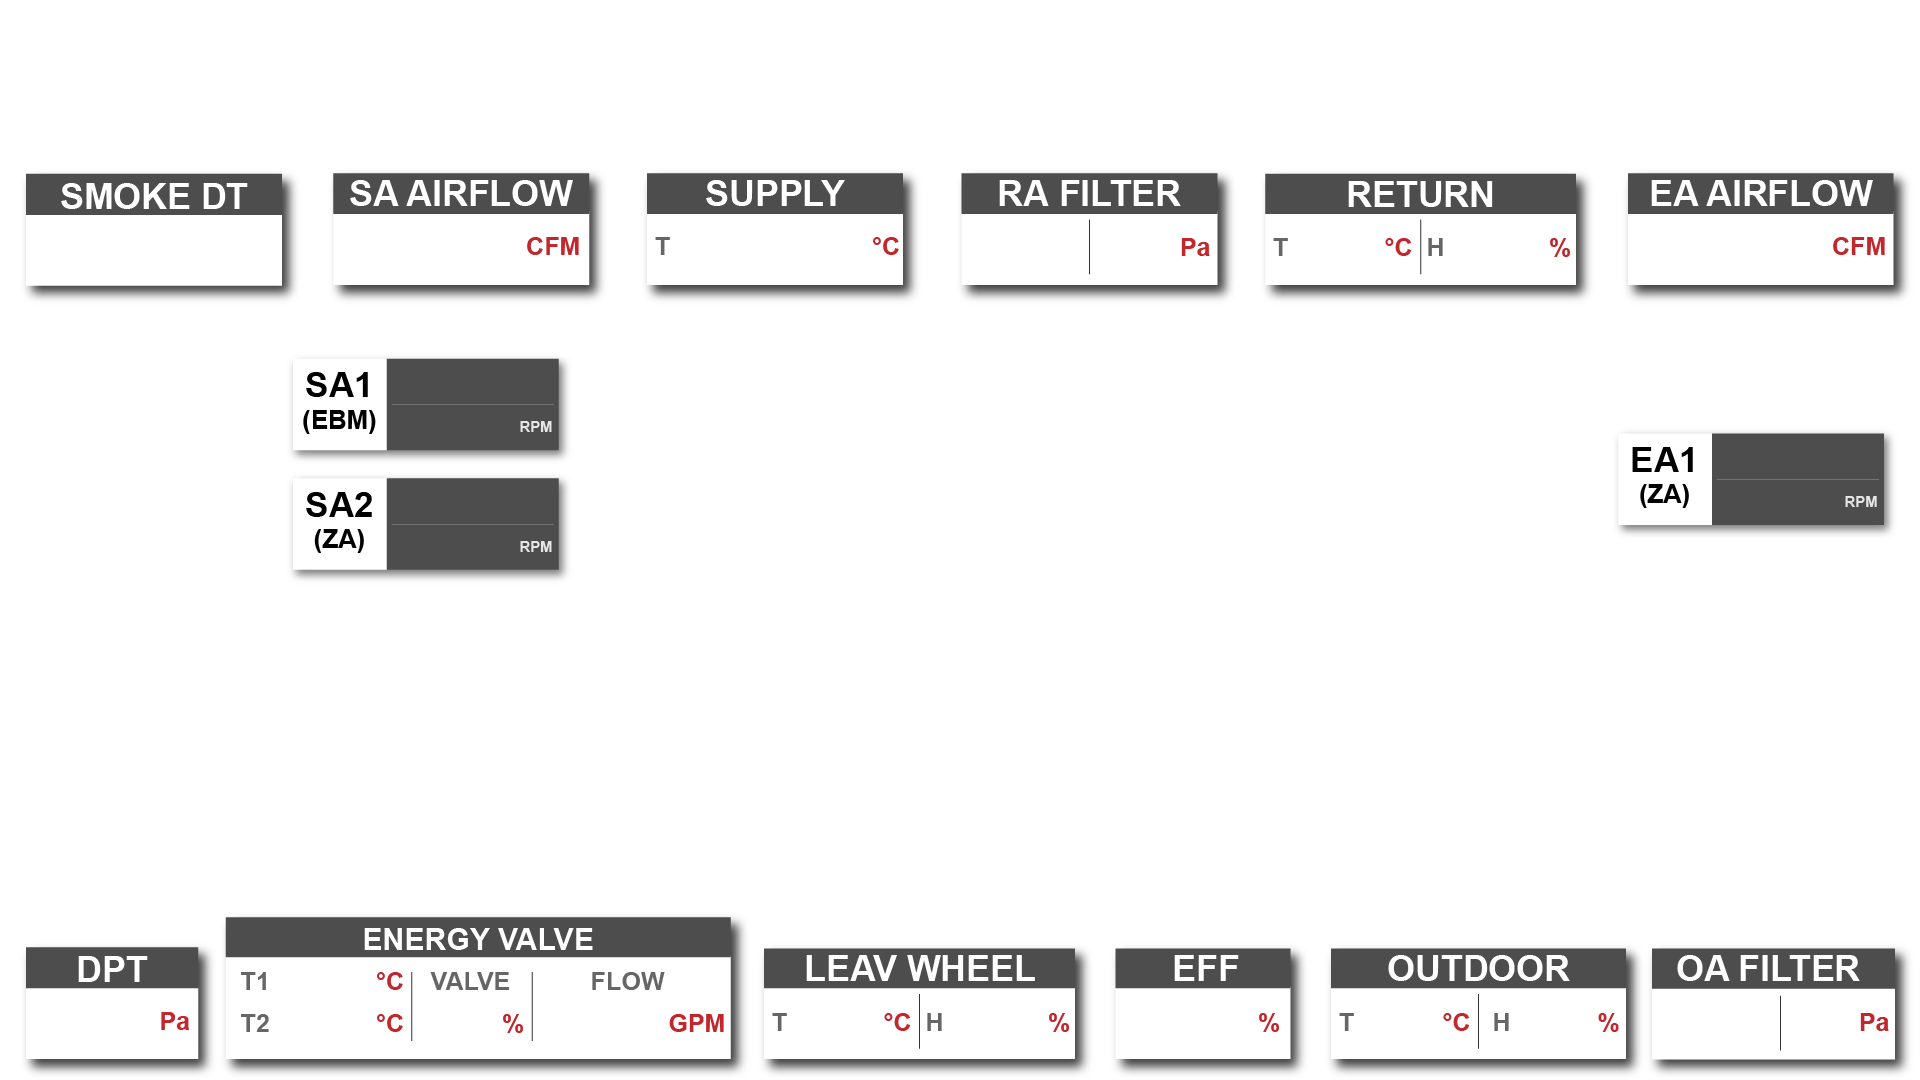 SMOKE DT
SA AIRFLOW
CFM
SUPPLY
T °C
RA FILTER
Pa
RETURN
T °C H %
EA AIRFLOW
CFM
SA1
(EBM)
RPM
SA2
(ZA)
RPM
EA1
(ZA)
RPM
DPT
Pa
ENERGY VALVE
T1 °C VALVE FLOW
T2 °C % GPM
LEAV WHEEL
T °C H %
EFF
%
OUTDOOR
T °C H %
OA FILTER
Pa